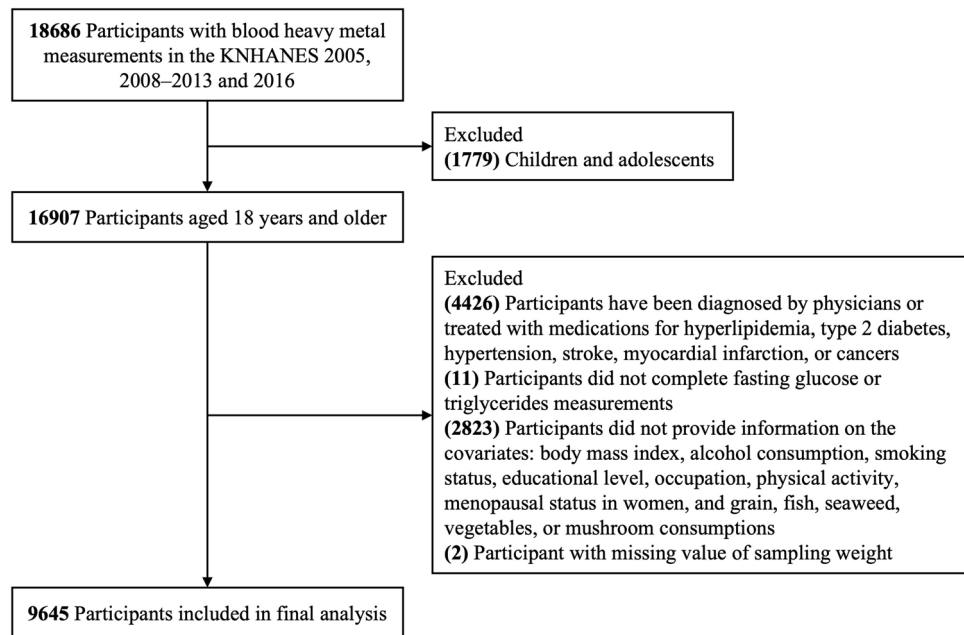 18686 Participants with blood heavy metal
measurements in the KNHANES 2005,
2008–2013 and 2016
Excluded
(1779) Children and adolescents
16907 Participants aged 18 years and older
Excluded
(4426) Participants have been diagnosed by physicians or
treated with medications for hyperlipidemia, type 2 diabetes,
hypertension, stroke, myocardial infarction, or cancers
(11) Participants did not complete fasting glucose or
triglycerides measurements
(2823) Participants did not provide information on the
covariates: body mass index, alcohol consumption, smoking
status, educational level, occupation, physical activity,
menopausal status in women, and grain, fish, seaweed,
vegetables, or mushroom consumptions
(2) Participant with missing value of sampling weight
9645 Participants included in final analysis